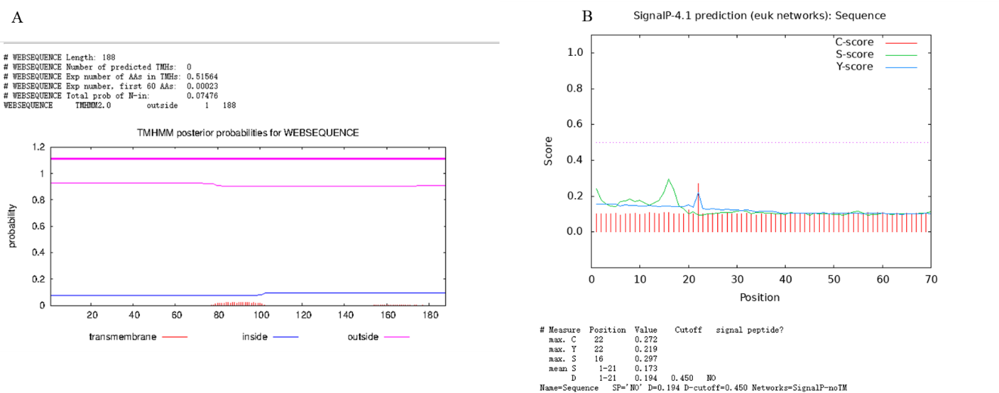 A
# WEBSEQUENCE Length: 188
# WEBSEQUENCE Number of predicted TMHs: 0
# WEBSEQUENCE Exp number of AAs in TMHs: 0.51564
# WEBSEQUENCE Exp number, first 60 AAs: 0.00023
# WEBSEQUENCE Total prob of N-in: 0.07476
WEBSEQUENCE TMHMM2.0 outside 1 188
TMHMM posterior probabilities for WEBSEQUENCE
1.2
1
0.8
0.6
0.4
0.2
0
probability
20 40 60 80 100 120 140 160 180
transmembrane inside outside
B
SignalP-4.1 prediction (euk networks): Sequence
C-score
S-score
Y-score
1.0
0.8
0.6
0.4
0.2
0.0
Score
0 10 20 30 40 50 60 70
Position
# Measure Position Value Cutoff signal peptide?
max. C 22 0.272
max. Y 22 0.219
max. S 16 0.297
mean S 1-21 0.173
D 1-21 0.194 0.450 NO
Name=Sequence SP='NO' D=0.194 D-cutoff=0.450 Networks=SignalP-noTM